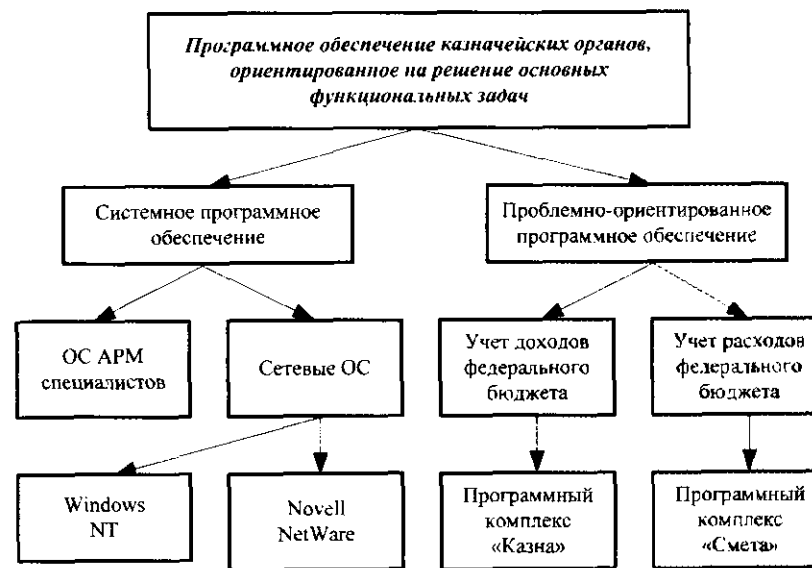 Программное обеспечение казначейских органов,
ориентированное на решение основных
функциональных задач
Системное программное
обеспечение
Проблемно-ориентированное
программное обеспечение
ОС АРМ
специалистов
Сетевые ОС
Учет доходов
федерального
бюджета
Учет расходов
федерального
бюджета
Windows
NT
Novell
NetWare
Программный
комплекс
«Казна»
Программный
комплекс
«Смета»